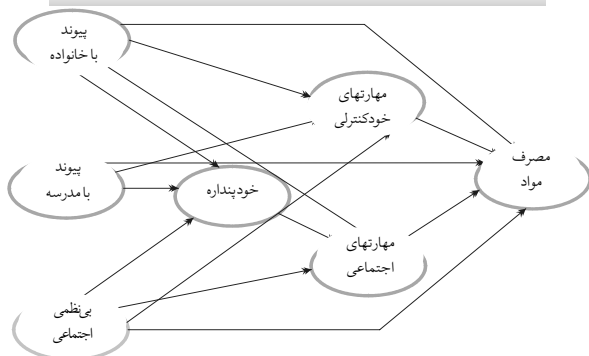 پیوند
با خانواده
مهارتهای
خودکنترلی
مصرف
مواد
پیوند
با مدرسه
خودپنداره
مهارتهای
اجتماعی
بی‌نظمی
اجتماعی